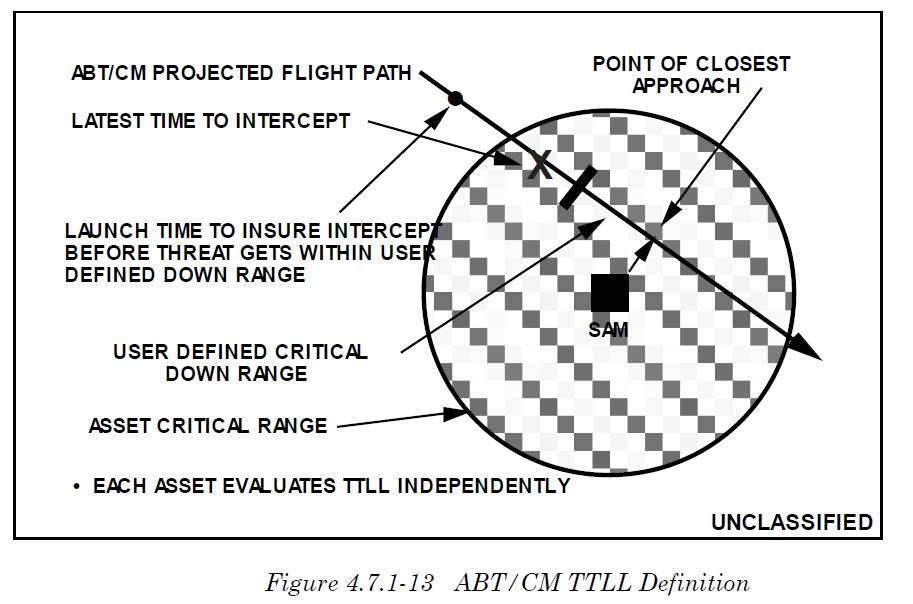 ABT/CM PROJECTED FLIGHT PATH
POINT OF CLOSEST
APPROACH
LATEST TIME TO INTERCEPT
X
LAUNCH TIME TO INSURE INTERCEPT
BEFORE THREAT GETS WITHIN USER
DEFINED DOWN RANGE
SAM
USER DEFINED CRITICAL
DOWN RANGE
ASSET CRITICAL RANGE
• EACH ASSET EVALUATES TTLL INDEPENDENTLY
UNCLASSIFIED
Figure 4.7.1-13 ABT/CM TTLL Definition